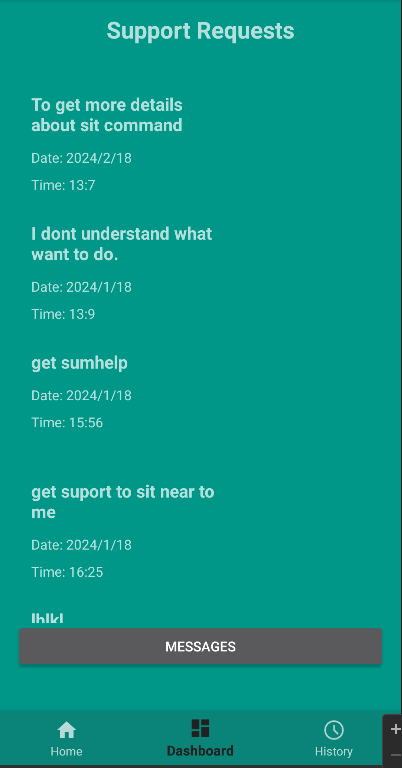 Support Requests
To get more details
about sit command
Date: 2024/2/18
Time: 13:7
I dont understand what
want to do.
Date: 2024/1/18
Time: 13:9
get sumhelp
Date: 2024/1/18
Time: 15:56
get suport to sit near to
me
Date: 2024/1/18
Time: 16:25
MESSAGES
Home
Dashboard
History